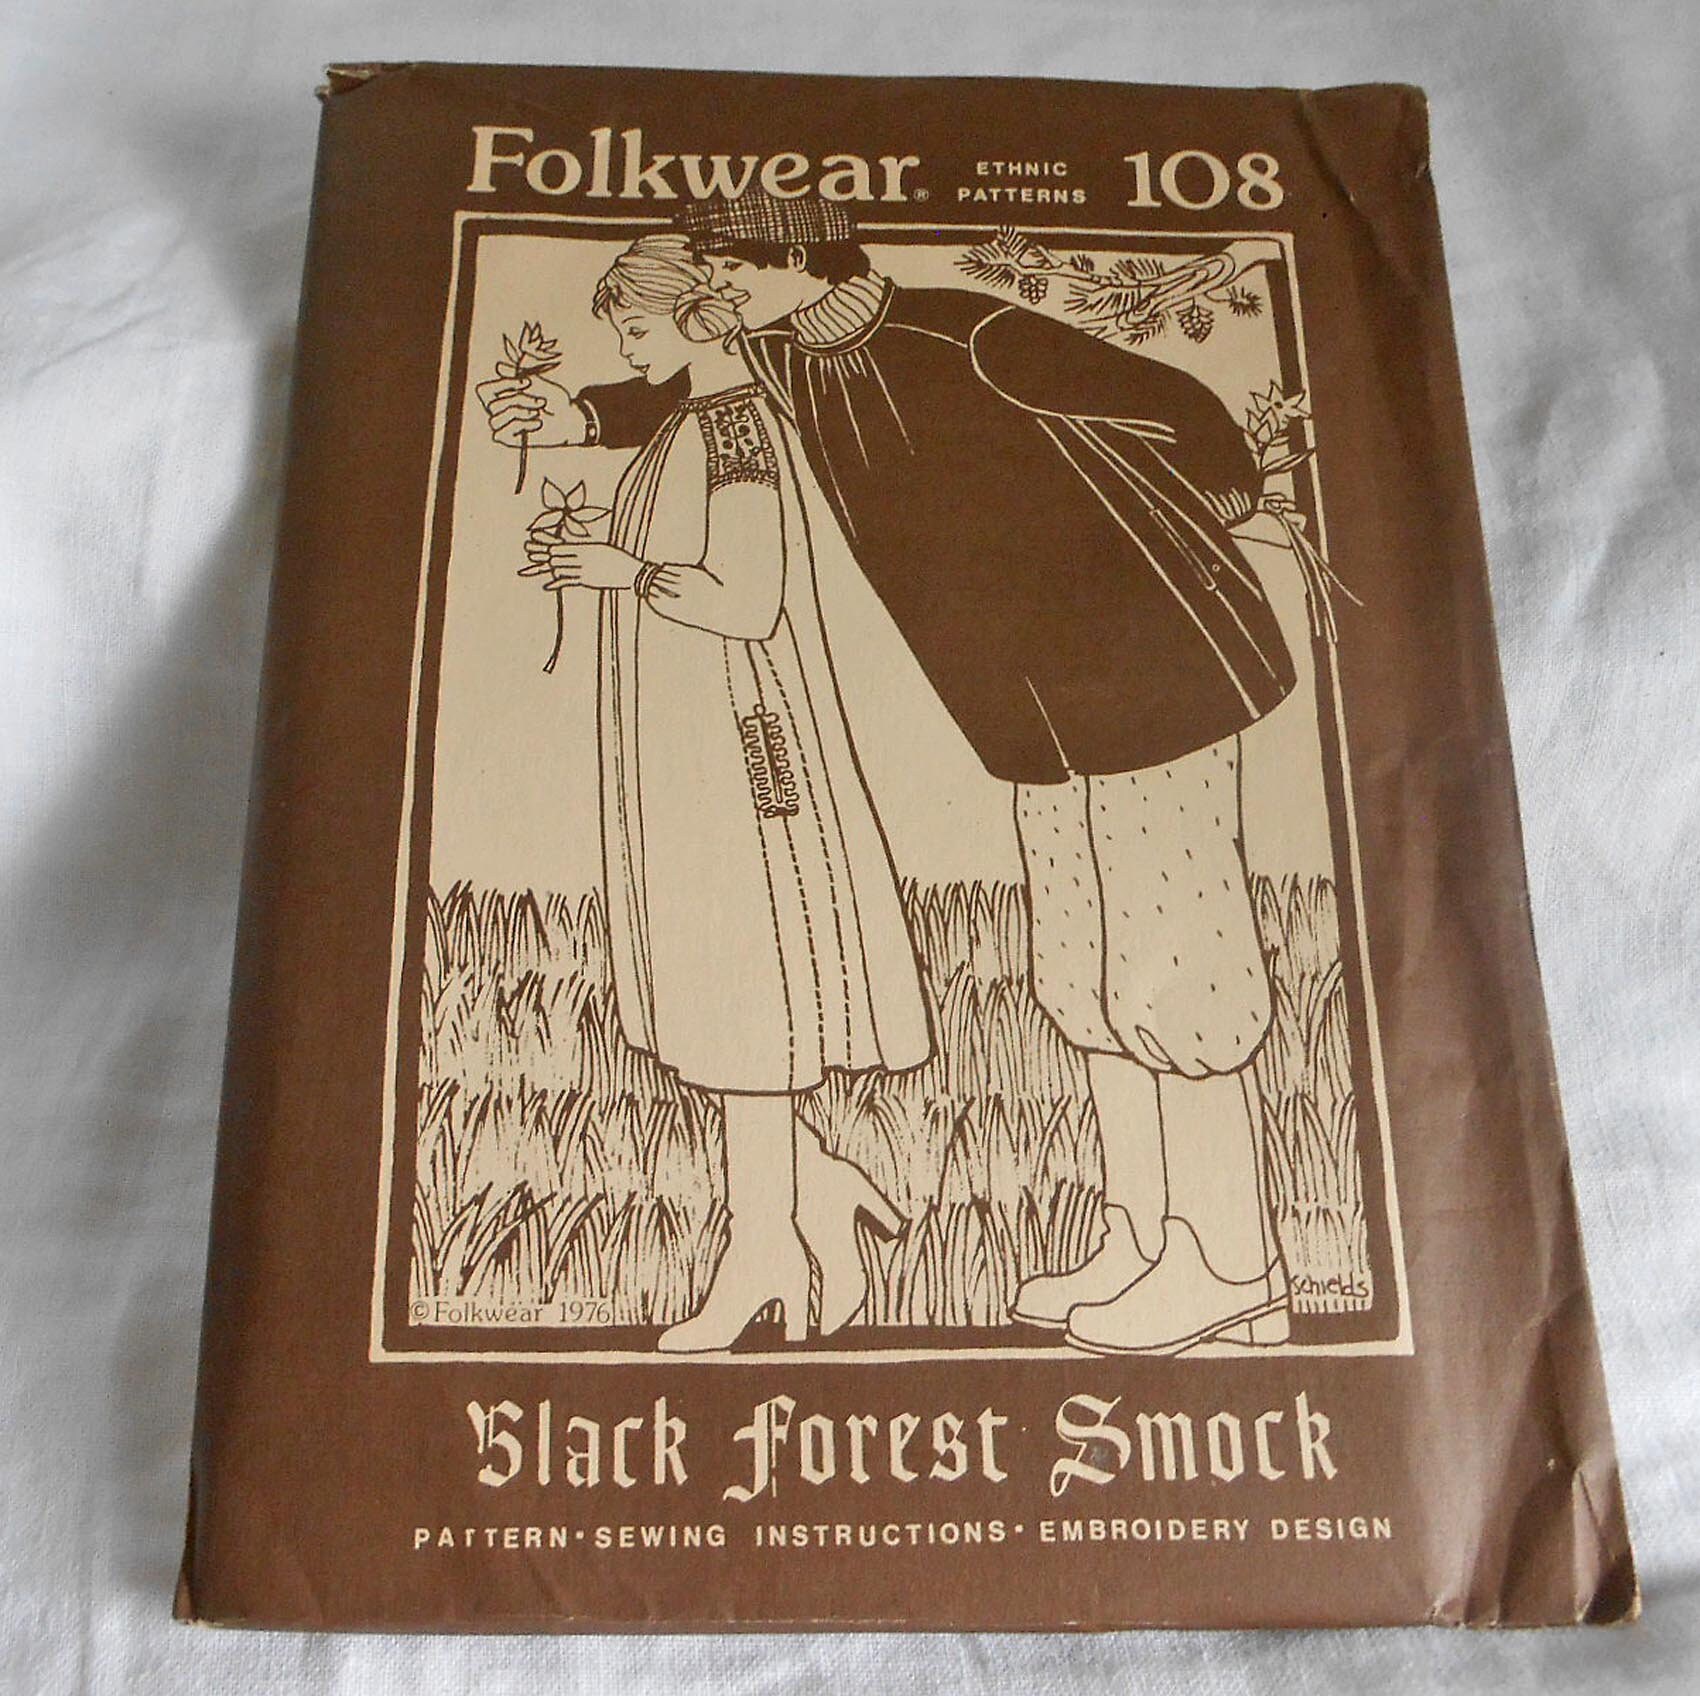 Folkwear® ETHNIC PATTERNS 108
© Folkwear 1976
Schields
Black Forest Smock
PATTERN • SEWING INSTRUCTIONS • EMBROIDERY DESIGN